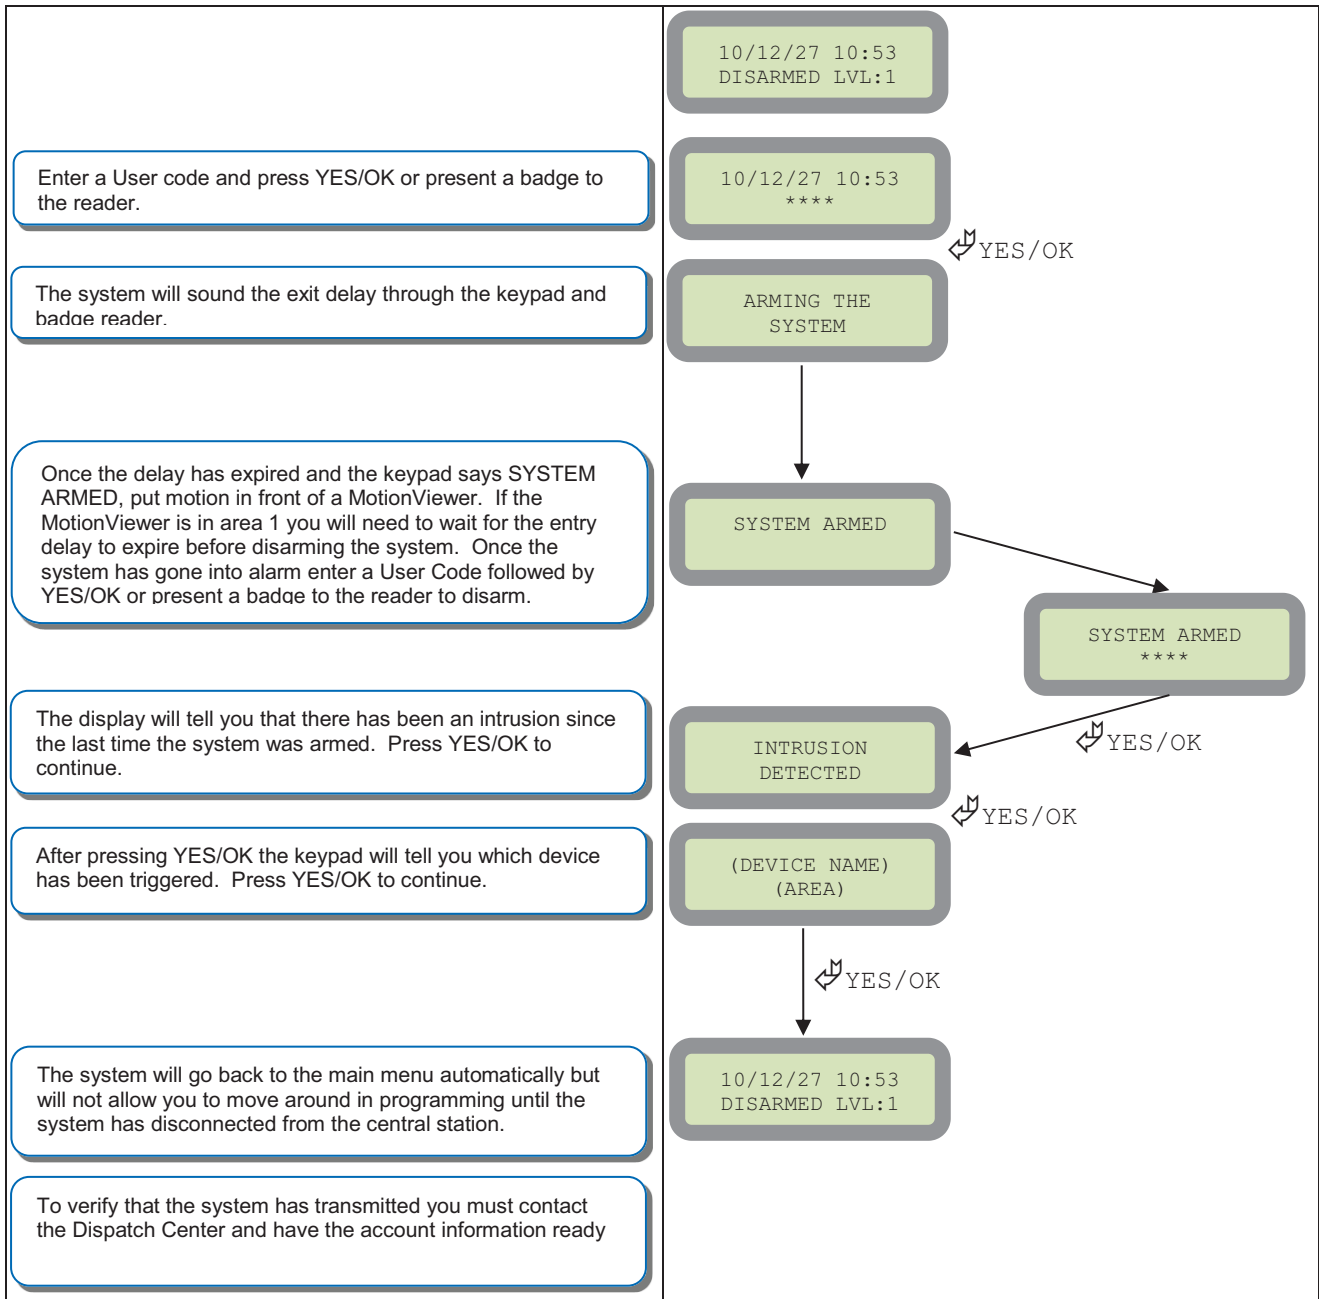 10/12/27 10:53
DISARMED LVL:1
Enter a User code and press YES/OK or present a badge to
the reader.
10/12/27 10:53
****
YES/OK
The system will sound the exit delay through the keypad and
badge reader.
ARMING THE
SYSTEM
Once the delay has expired and the keypad says SYSTEM
ARMED, put motion in front of a MotionViewer. If the
MotionViewer is in area 1 you will need to wait for the entry
delay to expire before disarming the system. Once the
system has gone into alarm enter a User Code followed by
YES/OK or present a badge to the reader to disarm.
SYSTEM ARMED
SYSTEM ARMED
****
YES/OK
The display will tell you that there has been an intrusion since
the last time the system was armed. Press YES/OK to
continue.
INTRUSION
DETECTED
YES/OK
After pressing YES/OK the keypad will tell you which device
has been triggered. Press YES/OK to continue.
(DEVICE NAME)
(AREA)
YES/OK
The system will go back to the main menu automatically but
will not allow you to move around in programming until the
system has disconnected from the central station.
10/12/27 10:53
DISARMED LVL:1
To verify that the system has transmitted you must contact
the Dispatch Center and have the account information ready